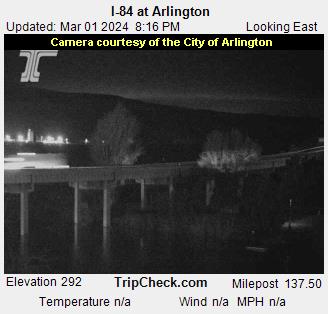 I-84 at Arlington
Updated: Mar 01 2024 8:16 PM Looking East
Camera courtesy of the City of Arlington
Elevation 292 TripCheck.com Milepost 137.50
Temperature n/a Wind n/a MPH n/a